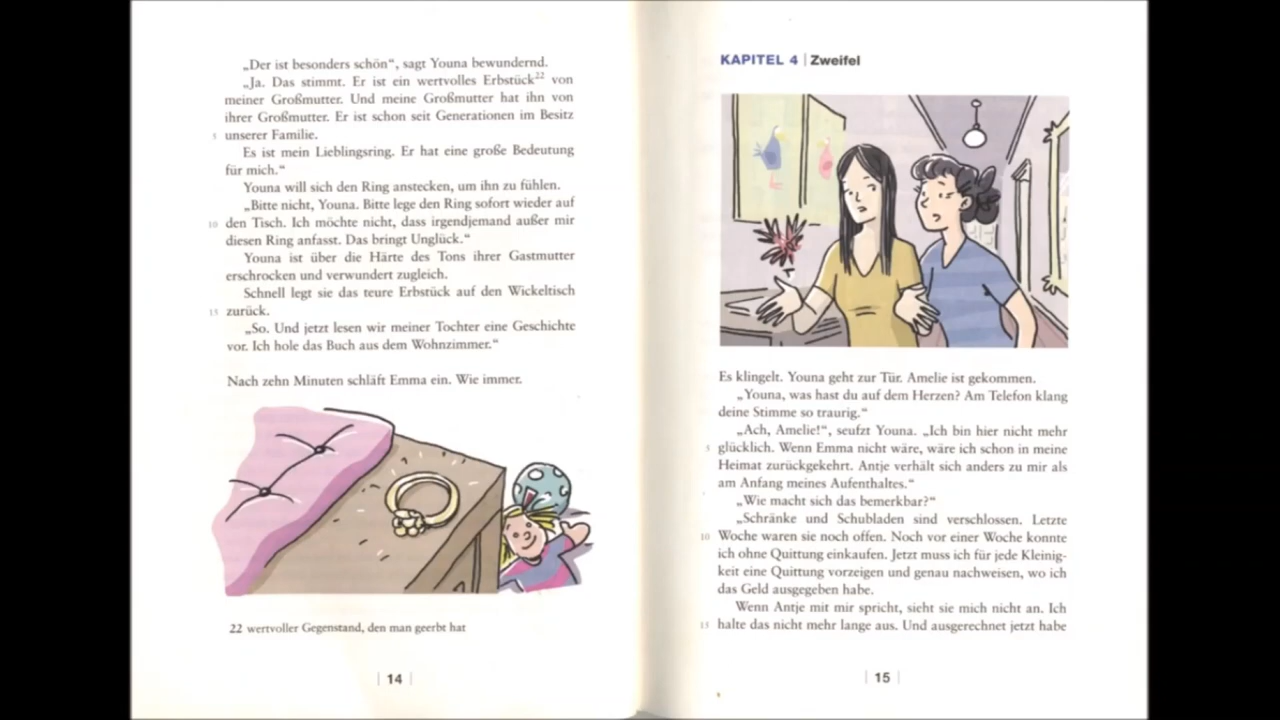 „Der ist besonders schön“, sagt Youna bewundernd.
„Ja. Das stimmt. Er ist ein wertvolles Erbstück22 von
meiner Großmutter. Und meine Großmutter hat ihn von
ihrer Großmutter. Er ist schon seit Generationen im Besitz
5 unserer Familie.
Es ist mein Lieblingsring. Er hat eine große Bedeutung
für mich.“
Youna will sich den Ring anstecken, um ihn zu fühlen.
„Bitte nicht, Youna. Bitte lege den Ring sofort wieder auf
10 den Tisch. Ich möchte nicht, dass irgendjemand außer mir
diesen Ring anfasst. Das bringt Unglück.“
Youna ist über die Härte des Tons ihrer Gastmutter
erschrocken und verwundert zugleich.
Schnell legt sie das teure Erbstück auf den Wickeltisch
15 zurück.
„So. Und jetzt lesen wir meiner Tochter eine Geschichte
vor. Ich hole das Buch aus dem Wohnzimmer.“
Nach zehn Minuten schläft Emma ein. Wie immer.
22 wertvoller Gegenstand, den man geerbt hat
| 14 |
KAPITEL 4 | Zweifel
Es klingelt. Youna geht zur Tür. Amelie ist gekommen.
„Youna, was hast du auf dem Herzen? Am Telefon klang
deine Stimme so traurig.“
„Ach, Amelie!“, seufzt Youna. „Ich bin hier nicht mehr
5 glücklich. Wenn Emma nicht wäre, wäre ich schon in meine
Heimat zurückgekehrt. Antje verhält sich anders zu mir als
am Anfang meines Aufenthaltes.“
„Wie macht sich das bemerkbar?“
„Schränke und Schubladen sind verschlossen. Letzte
10 Woche waren sie noch offen. Noch vor einer Woche konnte
ich ohne Quittung einkaufen. Jetzt muss ich für jede Kleinig-
keit eine Quittung vorzeigen und genau nachweisen, wo ich
das Geld ausgegeben habe.
Wenn Antje mit mir spricht, sieht sie mich nicht an. Ich
15 halte das nicht mehr lange aus. Und ausgerechnet jetzt habe
| 15 |